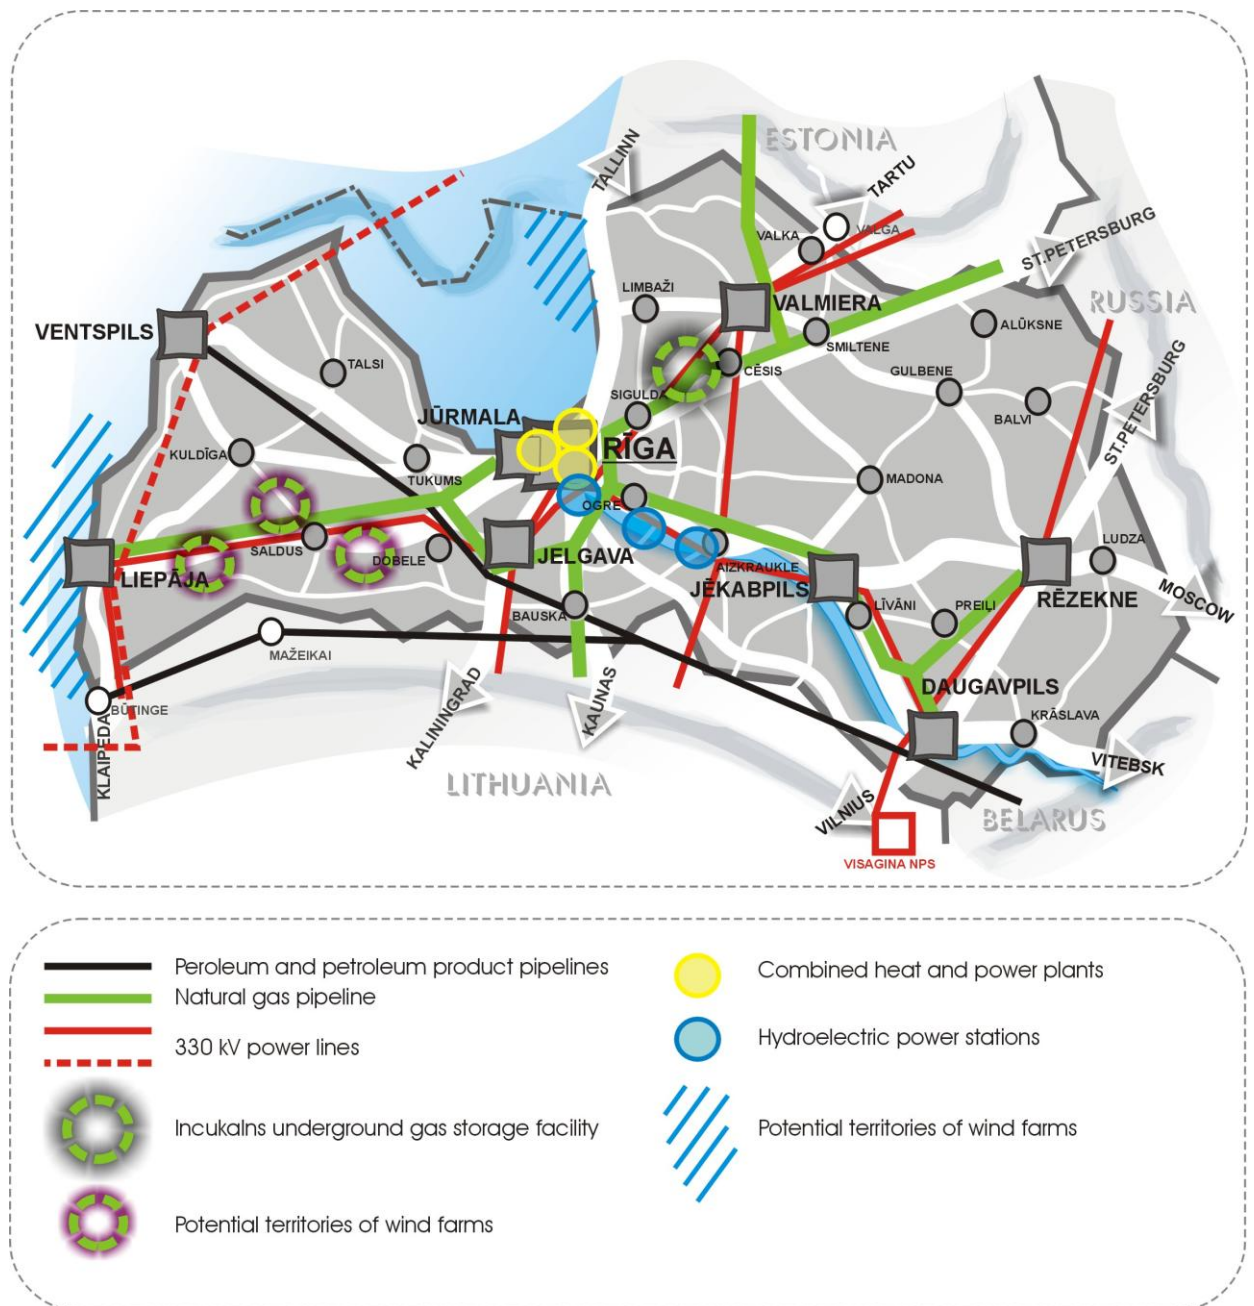 ESTONIA
TALLINN
TARTU
VALKA
VALGA
ST.PETERSBURG
LIMBAŽI
VALMIERA
RUSSIA
VENTSPILS
ALŪKSNE
SMILTENE
TALSI
CĒSIS
GULBENE
ST.PETERSBURG
SIGULDA
BALVI
JŪRMALA
RĪGA
KULDĪGA
TUKUMS
MADONA
OGRE
SALDUS
DOBELE
JELGAVA
LUDZA
AIZKRAUKLE
LIEPĀJA
JĒKABPILS
RĒZEKNE
MOSCOW
BAUSKA
LĪVĀNI
PREIĻI
MAŽEIKAI
DAUGAVPILS
BŪTINGE
KRĀSLAVA
KLAIPĖDA
KALININGRAD
KAUNAS
VITEBSK
LITHUANIA
VILNIUS
BELARUS
VISAGINA NPS
Peroleum and petroleum product pipelines
Natural gas pipeline
330 kV power lines
Incukalns underground gas storage facility
Potential territories of wind farms
Combined heat and power plants
Hydroelectric power stations
Potential territories of wind farms